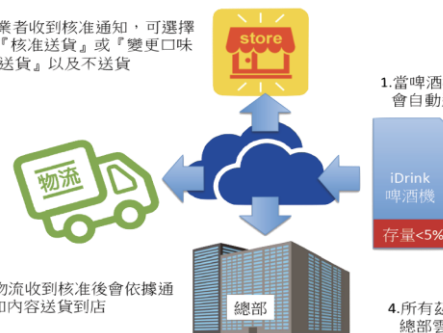 業者收到核准通知，可選擇
『核准送貨』或『變更口味
送貨』以及不送貨
store
1.當啤酒
會自動
物流
iDrink
啤酒機
存量<5%
物流收到核准後會依據通
知內容送貨到店
總部
4.所有
總部雲